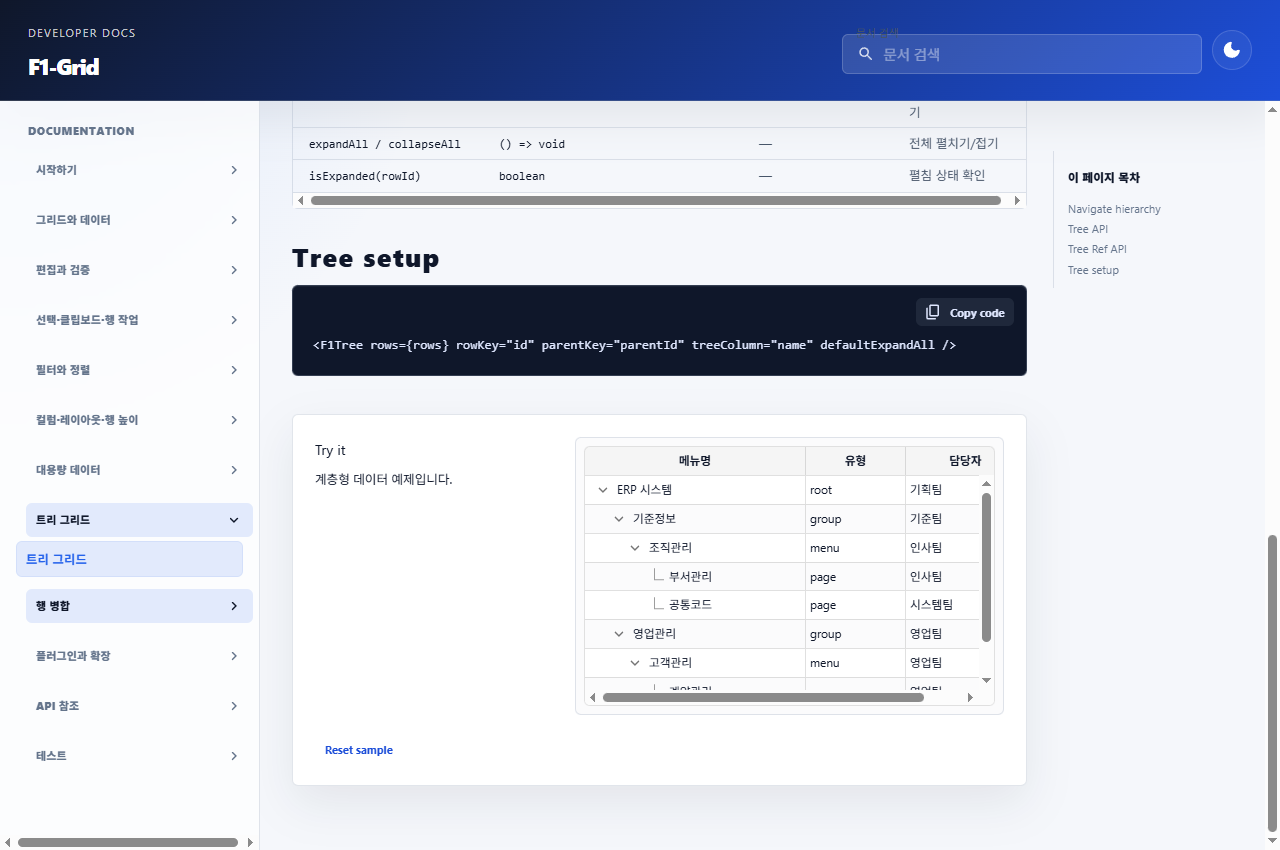 DEVELOPER DOCS
F1-Grid
문서 검색
문서 검색
DOCUMENTATION
시작하기
그리드와 데이터
편집과 검증
선택·클립보드·행 작업
필터와 정렬
컬럼·레이아웃·행 높이
대용량 데이터
트리 그리드
트리 그리드
행 병합
플러그인과 확장
API 참조
테스트
기
expandAll / collapseAll () => void — 전체 펼치기/접기
isExpanded(rowId) boolean — 펼침 상태 확인
Tree setup
Copy code
<F1Tree rows={rows} rowKey="id" parentKey="parentId" treeColumn="name" defaultExpandAll />
Try it
계층형 데이터 예제입니다.
메뉴명 유형 담당자
ERP 시스템 root 기획팀
기준정보 group 기준팀
조직관리 menu 인사팀
부서관리 page 인사팀
공통코드 page 시스템팀
영업관리 group 영업팀
고객관리 menu 영업팀
계약관리 영업팀
Reset sample
이 페이지 목차
Navigate hierarchy
Tree API
Tree Ref API
Tree setup